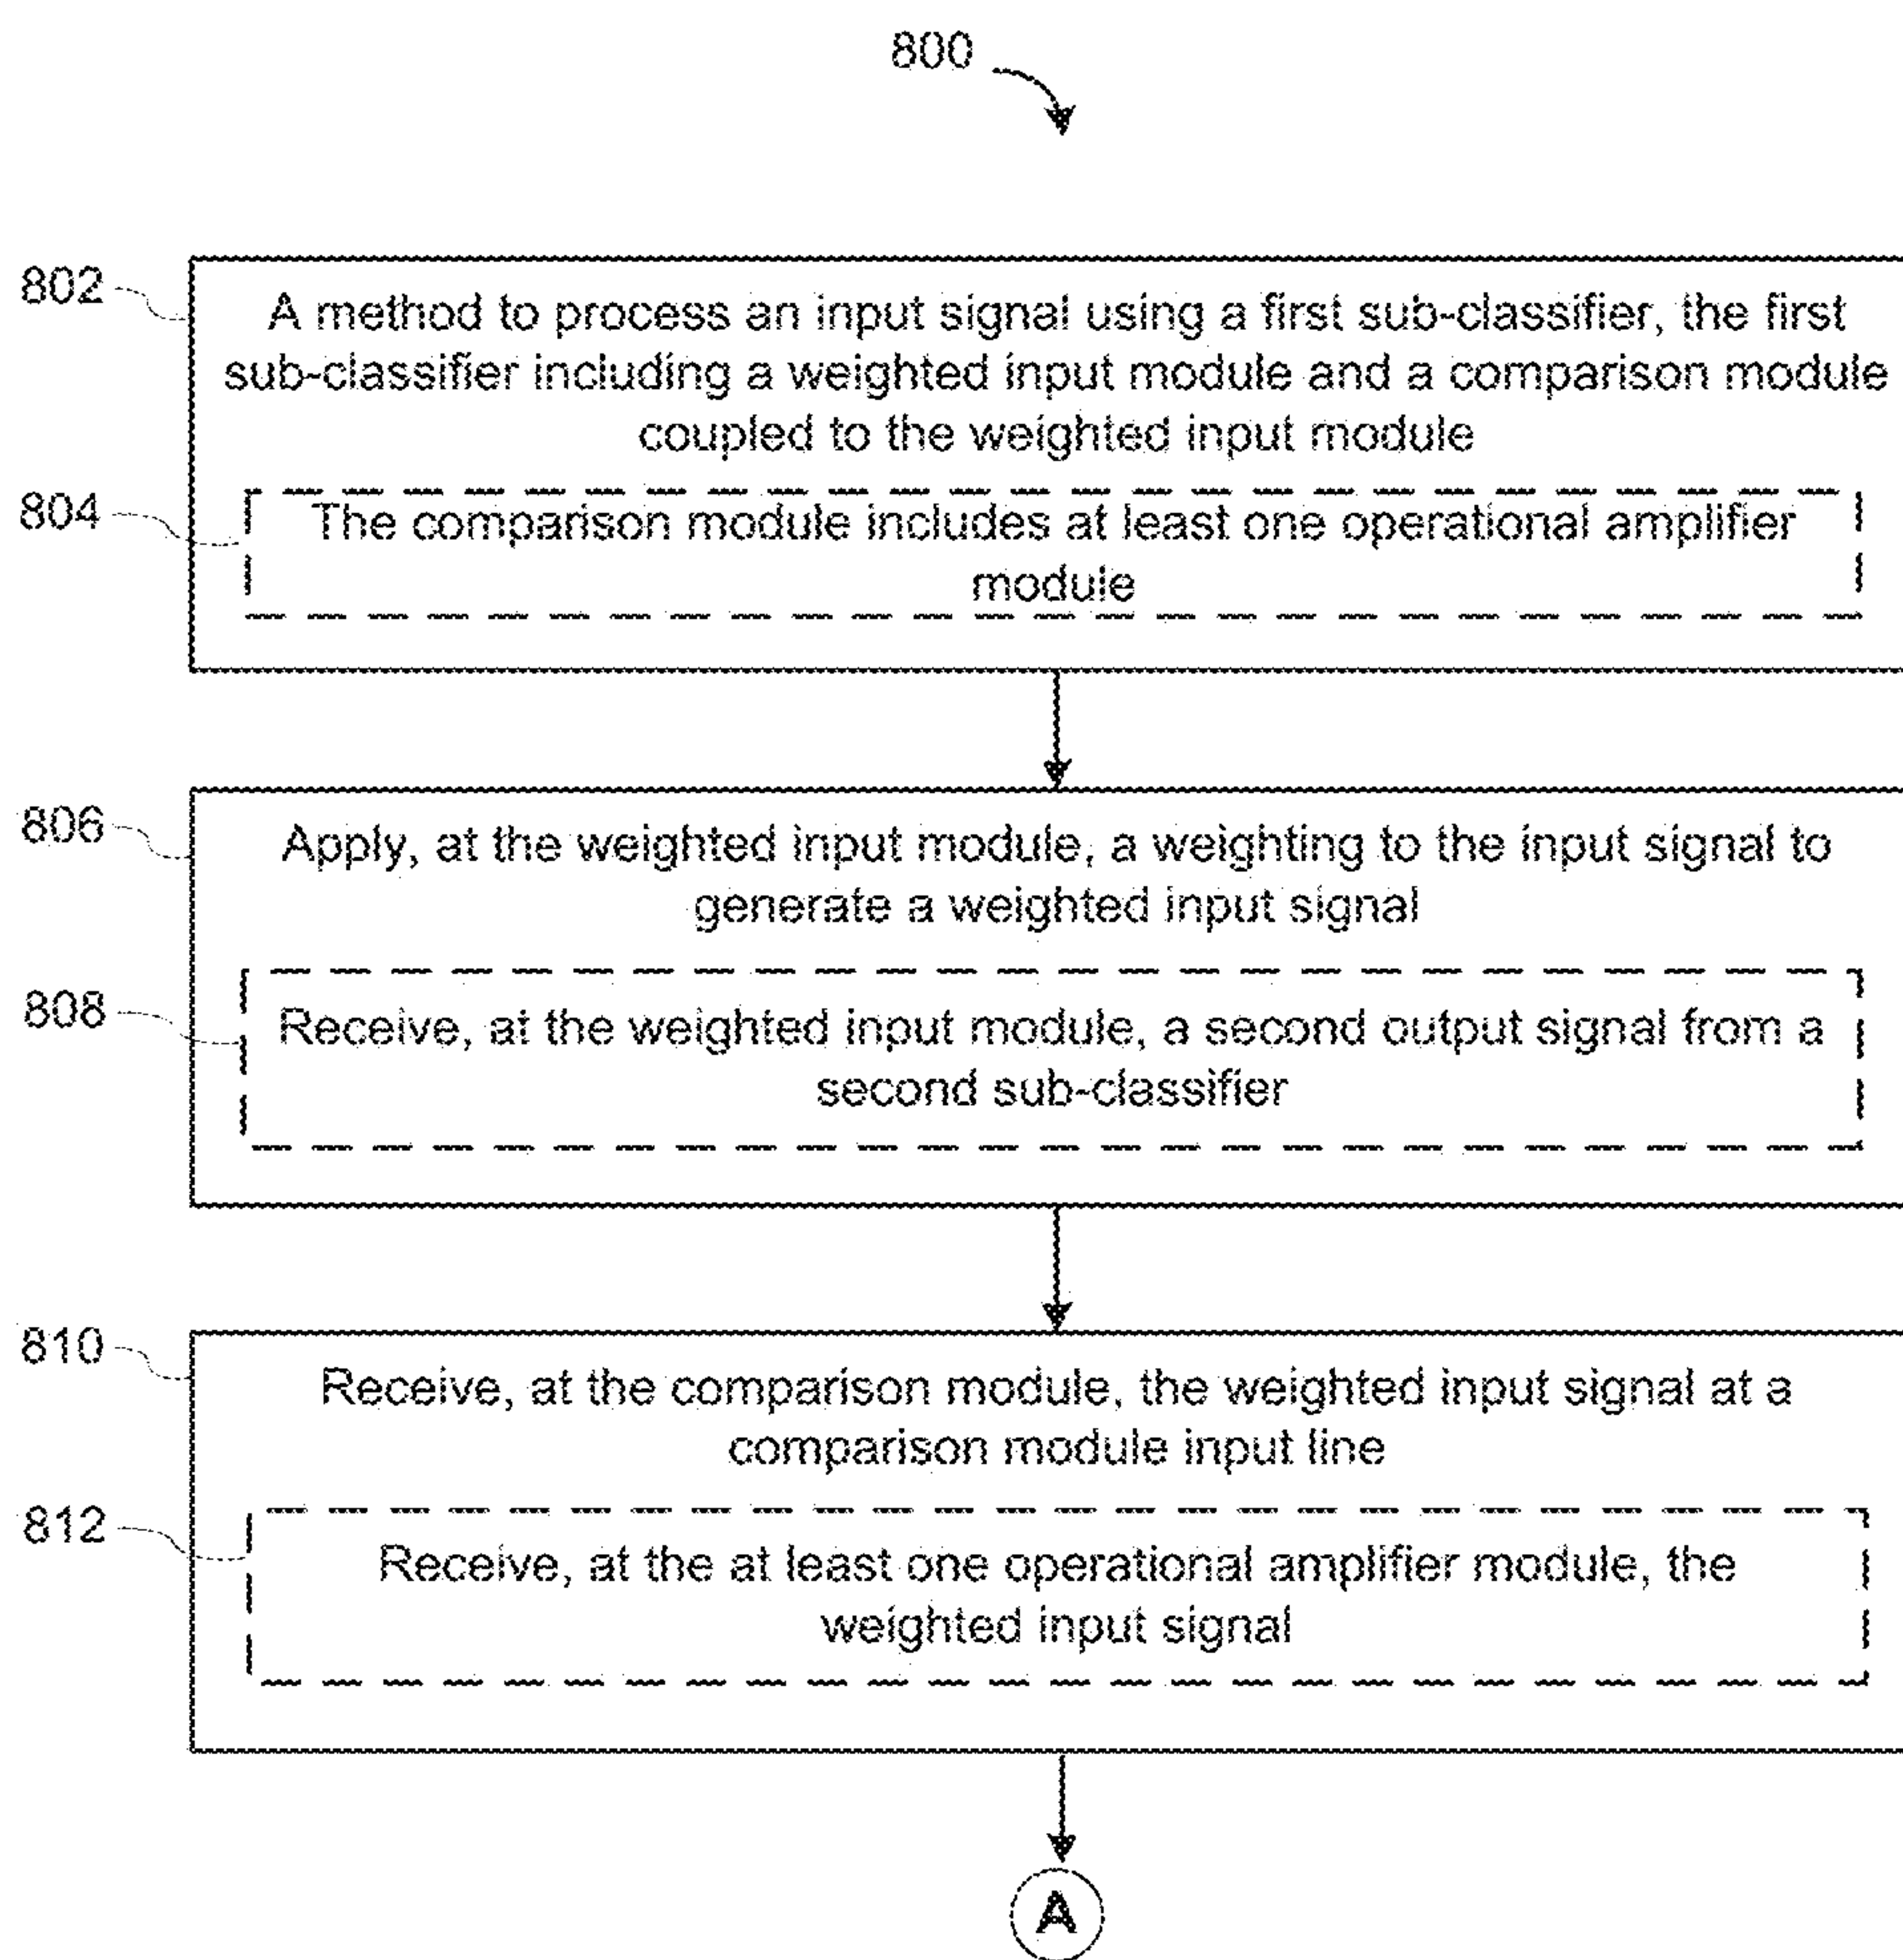 800
802
A method to process an input signal using a first sub-classifier, the first
sub-classifier including a weighted input module and a comparison module
coupled to the weighted input module
804
The comparison module includes at least one operational amplifier
module
806
Apply, at the weighted input module, a weighting to the input signal to
generate a weighted input signal
808
Receive, at the weighted input module, a second output signal from a
second sub-classifier
810
Receive, at the comparison module, the weighted input signal at a
comparison module input line
812
Receive, at the at least one operational amplifier module, the
weighted input signal
A